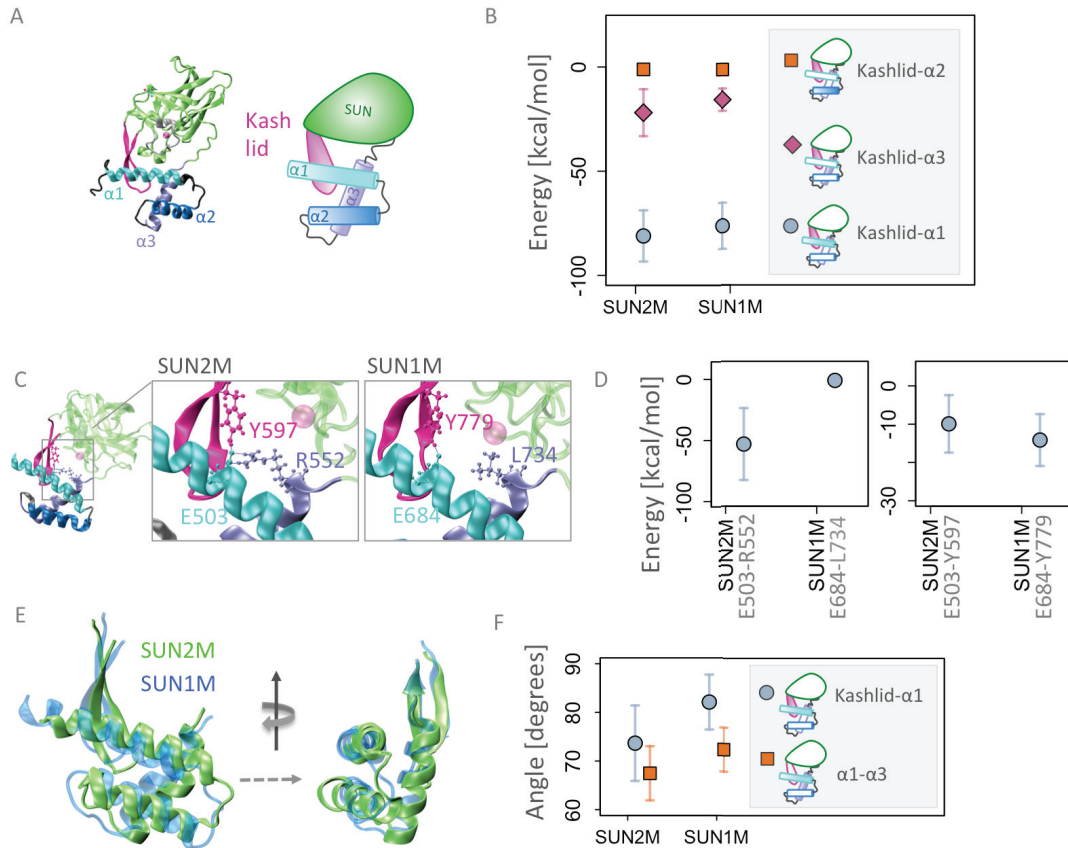 A
α1
α2
α3
Kash
lid
SUN
α1
α3
α2
B
Energy [kcal/mol]
0
-50
-100
SUN2M
SUN1M
Kashlid-α2
Kashlid-α3
Kashlid-α1
C
SUN2M
Y597
R552
E503
SUN1M
Y779
L734
E684
D
Energy [kcal/mol]
0
-50
-100
SUN2M
E503-R552
SUN1M
E684-L734
0
-10
-30
SUN2M
E503-Y597
SUN1M
E684-Y779
E
SUN2M
SUN1M
F
Angle [degrees]
90
80
70
60
SUN2M
SUN1M
Kashlid-α1
α1-α3